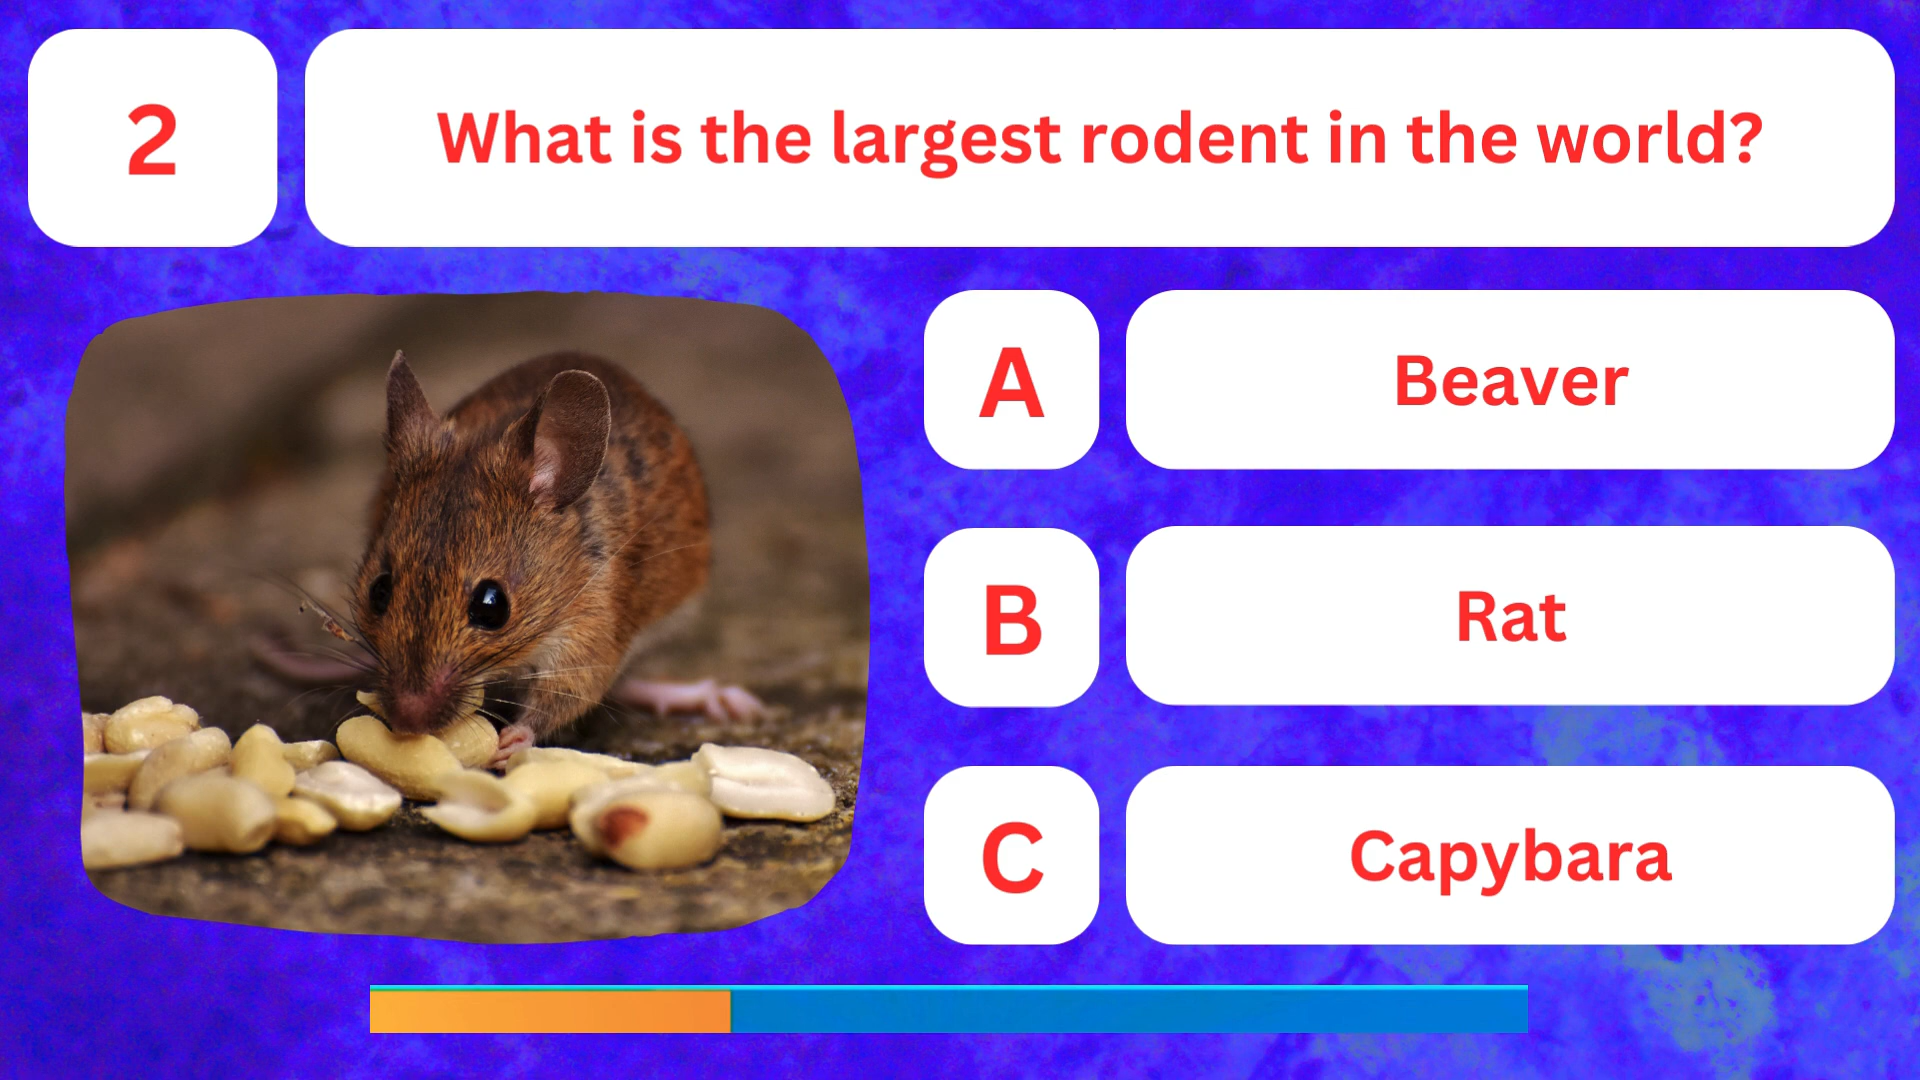 2
What is the largest rodent in the world?
A
Beaver
B
Rat
C
Capybara